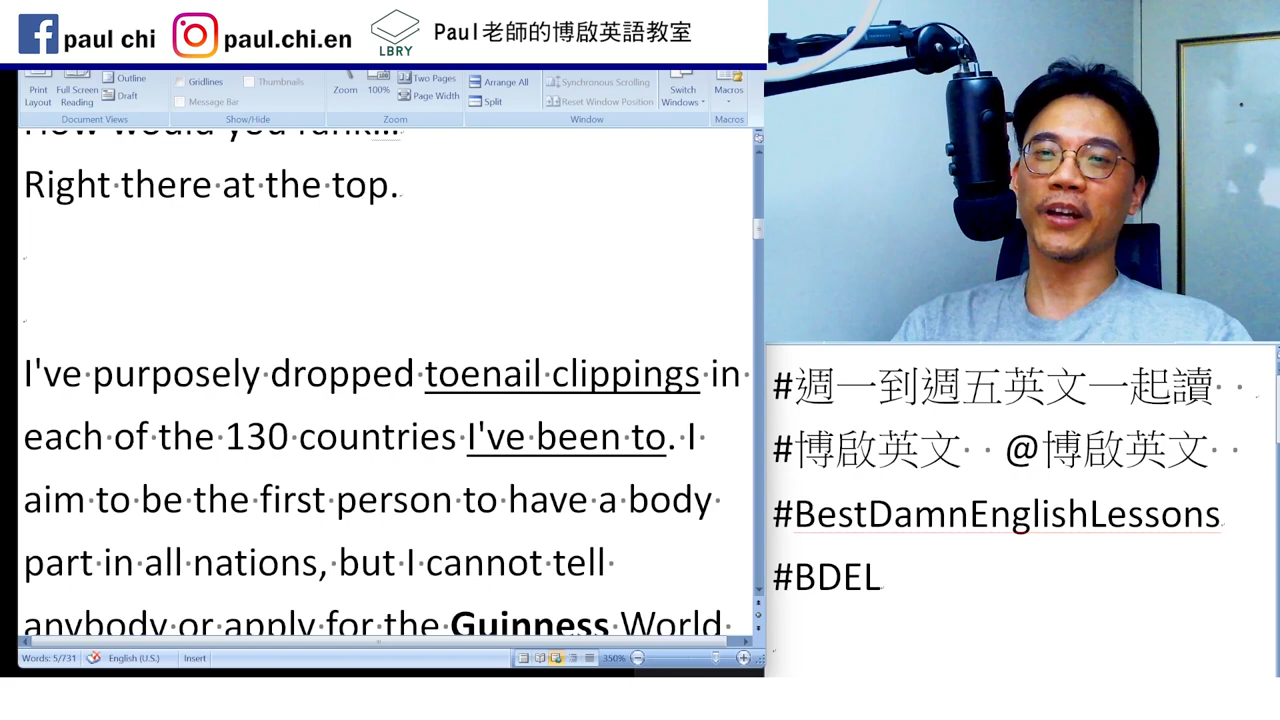 paul chi
paul.chi.en
LBRY
Paul老師的博啟英語教室
Print Layout
Full Screen Reading
Outline
Draft
Document Views
Gridlines
Message Bar
Thumbnails
Show/Hide
Zoom
100%
Two Pages
Page Width
Zoom
Arrange All
Split
Synchronous Scrolling
Reset Window Position
Window
Switch Windows
Macros
Macros
How would you rank...
Right there at the top.
I've purposely dropped toenail clippings in
each of the 130 countries I've been to. I
aim to be the first person to have a body
part in all nations, but I cannot tell
anybody or apply for the Guinness World
Words: 5/731
English (U.S.)
Insert
350%
#週一到週五英文一起讀
#博啟英文 @博啟英文
#BestDamnEnglishLessons
#BDEL